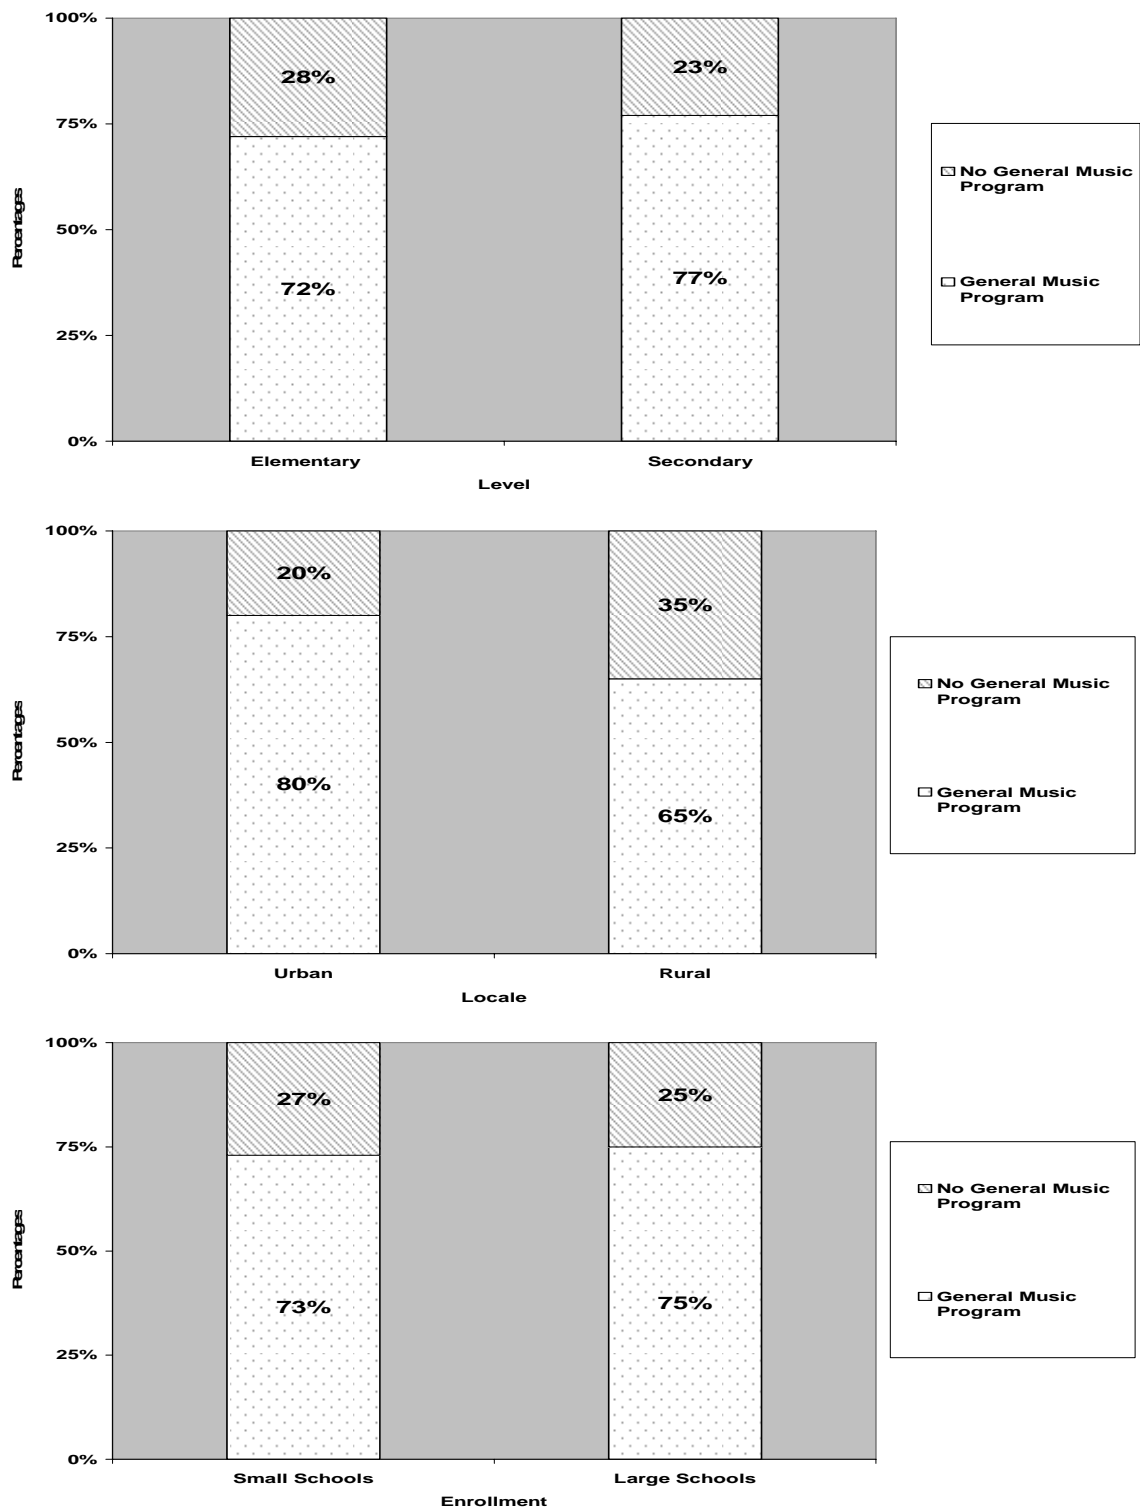 100%
75%
50%
25%
0%
Percentages
28%
72%
23%
77%
Elementary
Secondary
Level
No General Music
Program
General Music
Program
100%
75%
50%
25%
0%
Percentages
20%
80%
35%
65%
Urban
Rural
Locale
No General Music
Program
General Music
Program
100%
75%
50%
25%
0%
Percentages
27%
73%
25%
75%
Small Schools
Large Schools
Enrollment
No General Music
Program
General Music
Program